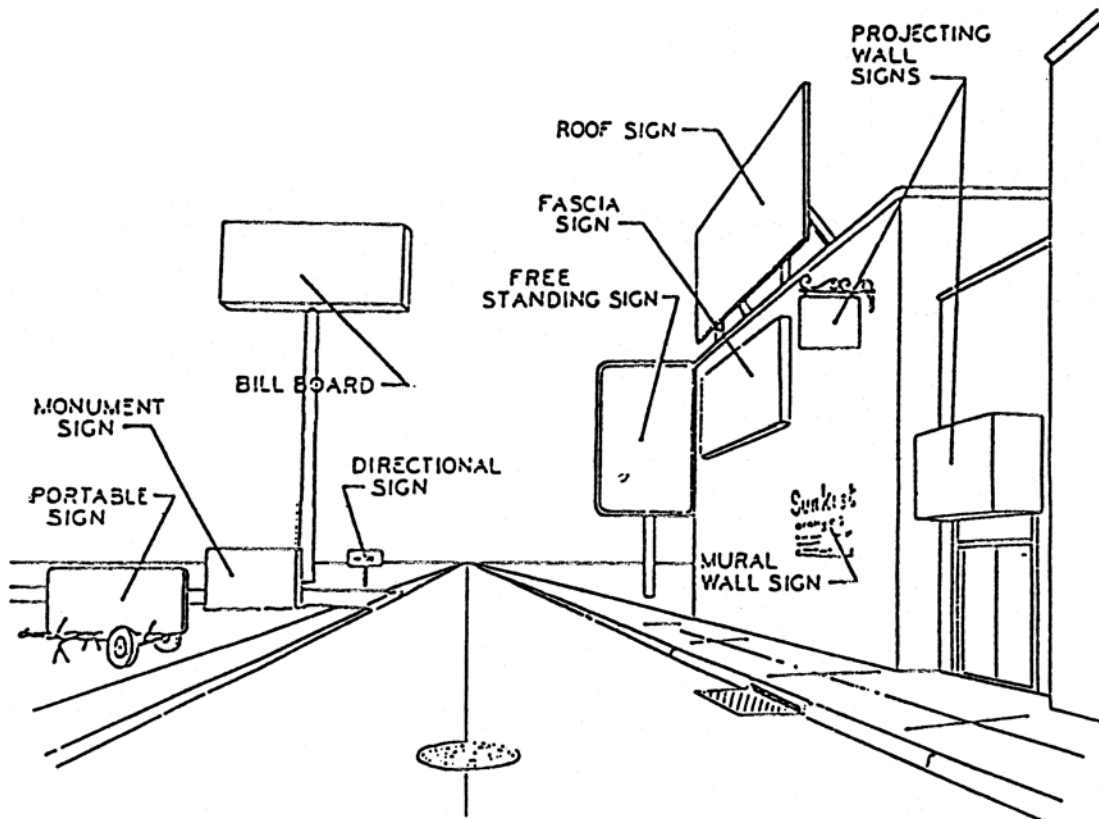 PROJECTING
WALL
SIGNS
ROOF SIGN
FASCIA
SIGN
FREE
STANDING SIGN
BILL BOARD
MONUMENT
SIGN
DIRECTIONAL
SIGN
PORTABLE
SIGN
Sunkist
oranges
MURAL
WALL SIGN